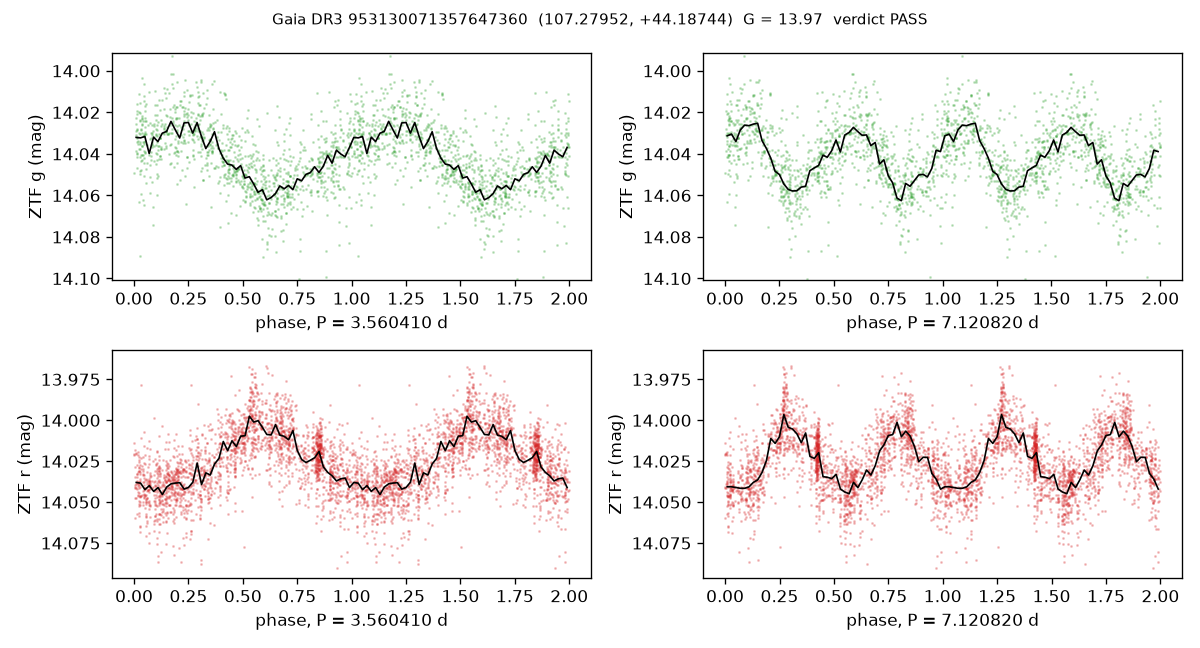 Gaia DR3 953130071357647360 (107.27952, +44.18744) G = 13.97 verdict PASS
ZTF g (mag)
14.00
14.02
14.04
14.06
14.08
14.10
0.00 0.25 0.50 0.75 1.00 1.25 1.50 1.75 2.00
phase, P = 3.560410 d
ZTF g (mag)
14.00
14.02
14.04
14.06
14.08
14.10
0.00 0.25 0.50 0.75 1.00 1.25 1.50 1.75 2.00
phase, P = 7.120820 d
ZTF r (mag)
13.975
14.000
14.025
14.050
14.075
0.00 0.25 0.50 0.75 1.00 1.25 1.50 1.75 2.00
phase, P = 3.560410 d
ZTF r (mag)
13.975
14.000
14.025
14.050
14.075
0.00 0.25 0.50 0.75 1.00 1.25 1.50 1.75 2.00
phase, P = 7.120820 d